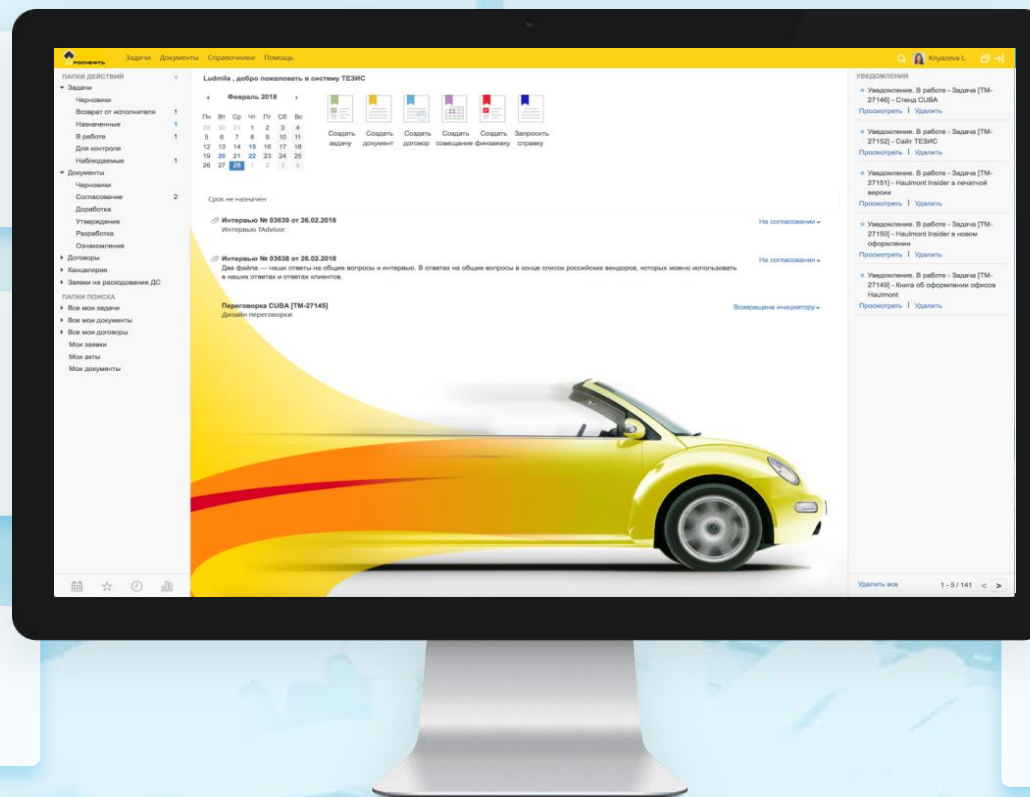 РОСНЕФТЬ Задачи Документы Справочники Помощь Knyazeva L.
ПАПКИ ДЕЙСТВИЙ
Задачи
Черновики
Возврат от исполнителя 1
Назначенные 1
В работе 1
Для контроля
Наблюдаемые 1
Документы
Черновики
Согласование 2
Доработка
Утверждение
Разработка
Ознакомление
Договоры
Канцелярия
Заявки на расходование ДС
ПАПКИ ПОИСКА
Все мои задачи
Все мои документы
Все мои договоры
Мои заявки
Мои акты
Мои документы
Ludmila , добро пожаловать в систему ТЕЗИС
Февраль 2018
Пн Вт Ср Чт Пт Сб Вс
29 30 31 1 2 3 4
5 6 7 8 9 10 11
12 13 14 15 16 17 18
19 20 21 22 23 24 25
26 27 28 1 2 3 4
Создать задачу
Создать документ
Создать договор
Создать совещание
Создать финзаявку
Запросить справку
Срок не назначен
Интервью № 03639 от 26.02.2018 На согласовании
Интервью TAdvisor
Интервью № 03638 от 26.02.2018 На согласовании
Два файла — наши ответы на общие вопросы и интервью. В ответах на общие вопросы в конце список российских вендоров, которых можно использовать
в наших ответах и ответах клиентов.
Переговорка CUBA [TM-27145] Возвращена инициатору
Дизайн переговорки
УВЕДОМЛЕНИЯ
Уведомление. В работе - Задача [TM-
27146] - Стенд CUBA
Просмотреть | Удалить
Уведомление. В работе - Задача [TM-
27152] - Сайт ТЕЗИС
Просмотреть | Удалить
Уведомление. В работе - Задача [TM-
27151] - Haulmont Insider в печатной
версии
Просмотреть | Удалить
Уведомление. В работе - Задача [TM-
27150] - Haulmont Insider в новом
оформлении
Просмотреть | Удалить
Уведомление. В работе - Задача [TM-
27149] - Книга об оформлении офисов
Haulmont
Просмотреть | Удалить
Удалить все 1 - 5 / 141 < >